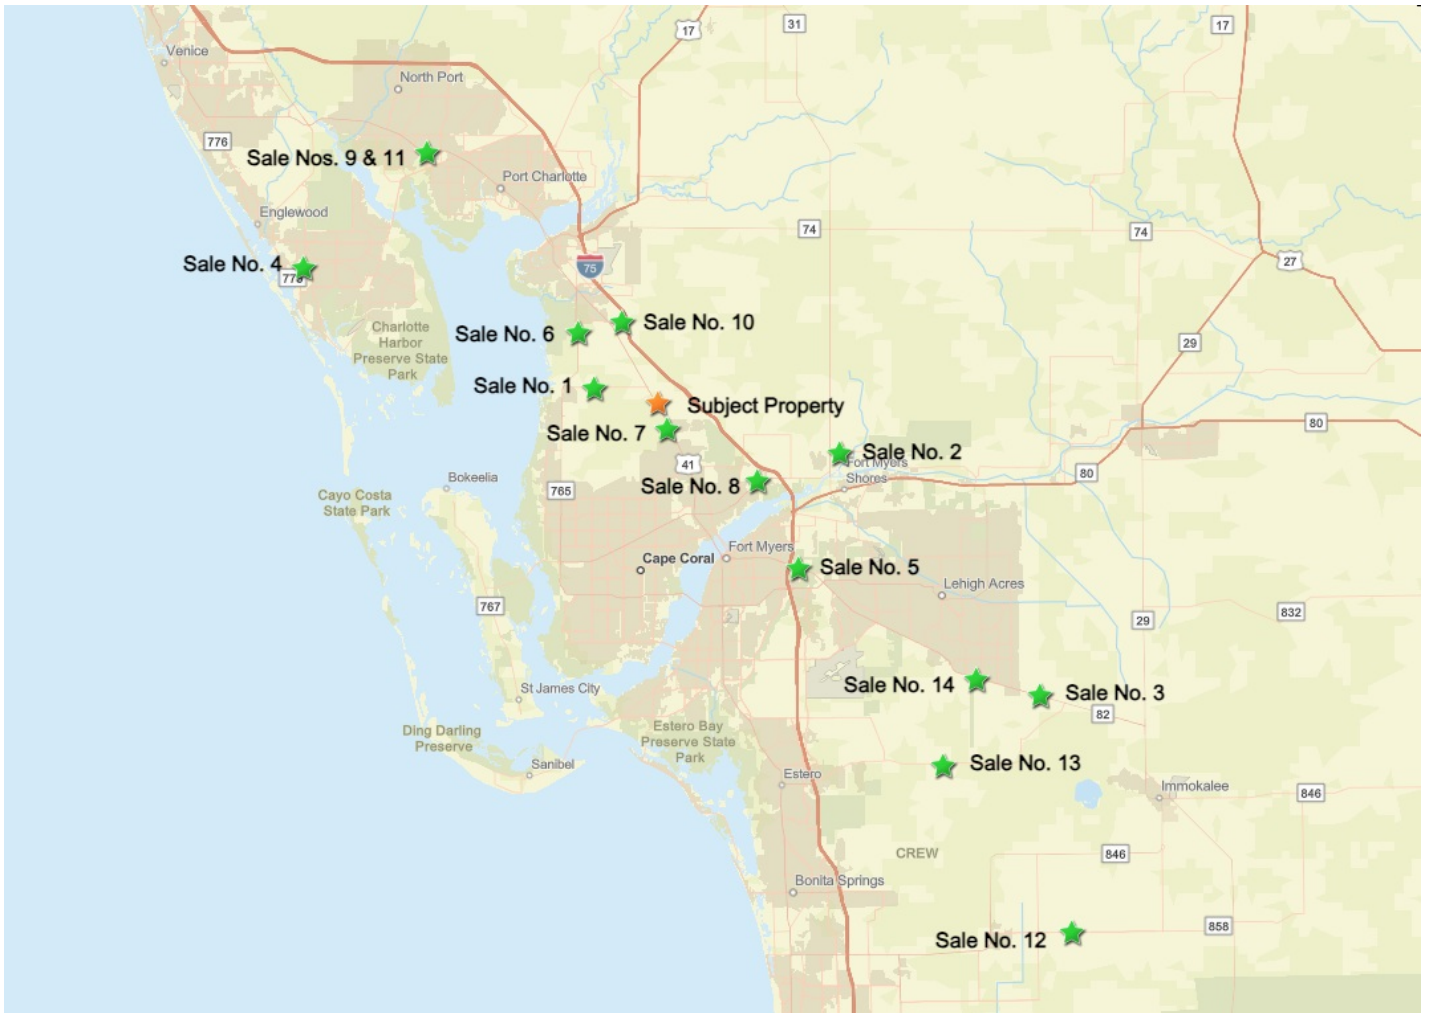 17
31
17
Venice
North Port
776
Sale Nos. 9 & 11
Port Charlotte
Englewood
74
74
Sale No. 4
775
75
27
Sale No. 10
Sale No. 6
Charlotte
Harbor
Preserve State
Park
29
Sale No. 1
Subject Property
Sale No. 7
80
Sale No. 2
Fort Myers
Shores
41
80
Bokeelia
Sale No. 8
765
Cayo Costa
State Park
Fort Myers
Cape Coral
Sale No. 5
Lehigh Acres
767
832
29
St James City
Sale No. 14
Sale No. 3
82
Ding Darling
Preserve
Estero Bay
Preserve State
Park
Sanibel
Estero
Sale No. 13
Immokalee
846
CREW
846
Bonita Springs
858
Sale No. 12